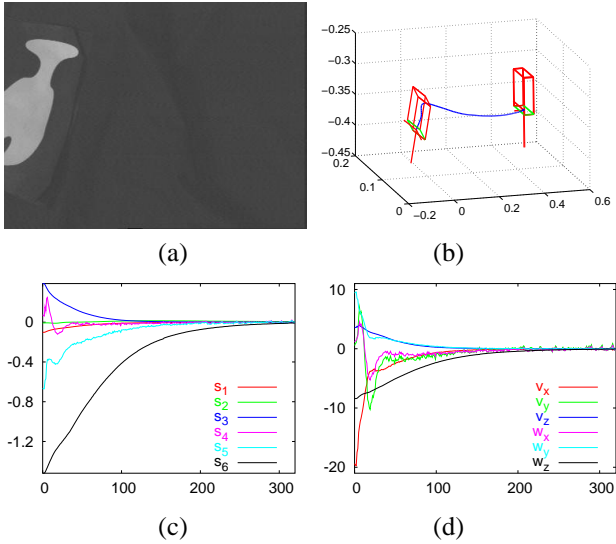 −0.25
−0.3
−0.35
−0.4
−0.45
0.2
0.1
0
−0.2
0
0.2
0.4
0.6
(a)
(b)
0
-0.4
-0.8
-1.2
0
100
200
300
s1
s2
s3
s4
s5
s6
10
0
-10
-20
0
100
200
300
vx
vy
vz
wx
wy
wz
(c)
(d)